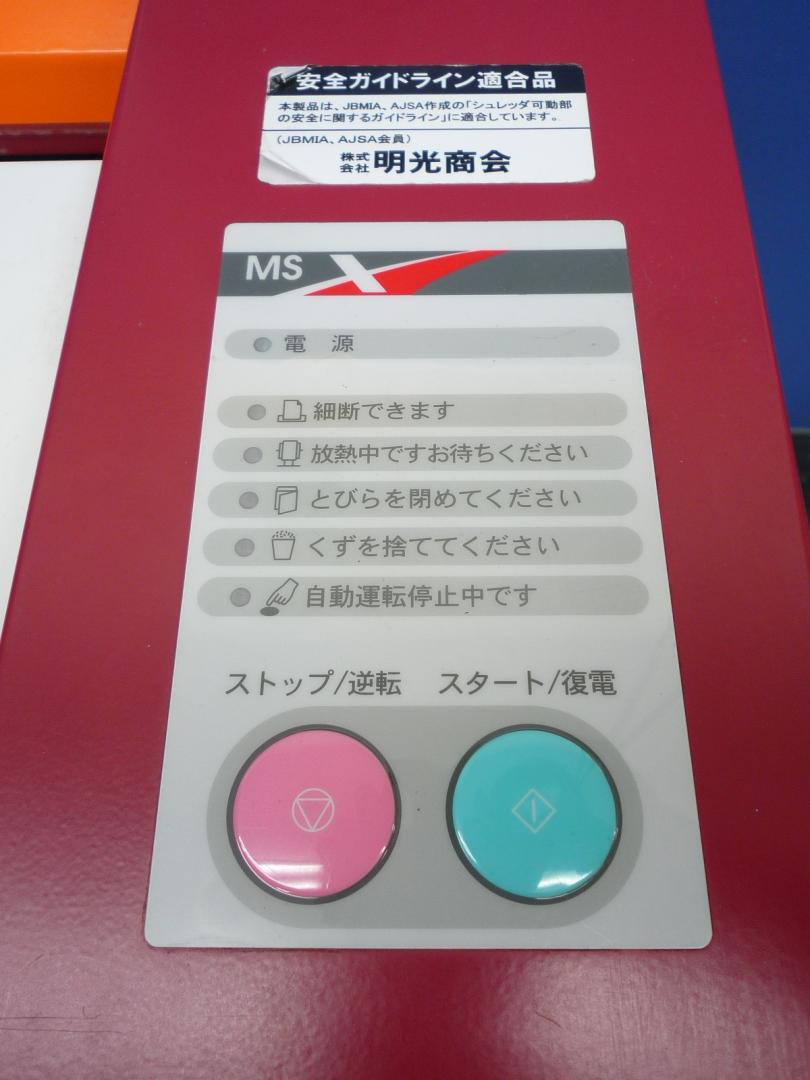 安全ガイドライン適合品
本製品は、JBMIA、AJSA作成の「シュレッダ可動部
の安全に関するガイドライン」に適合しています。
(JBMIA、AJSA会員)
株式会社 明光商会
MS X
電 源
細断できます
放熱中ですお待ちください
とびらを閉めてください
くずを捨ててください
自動運転停止中です
ストップ/逆転 スタート/復電